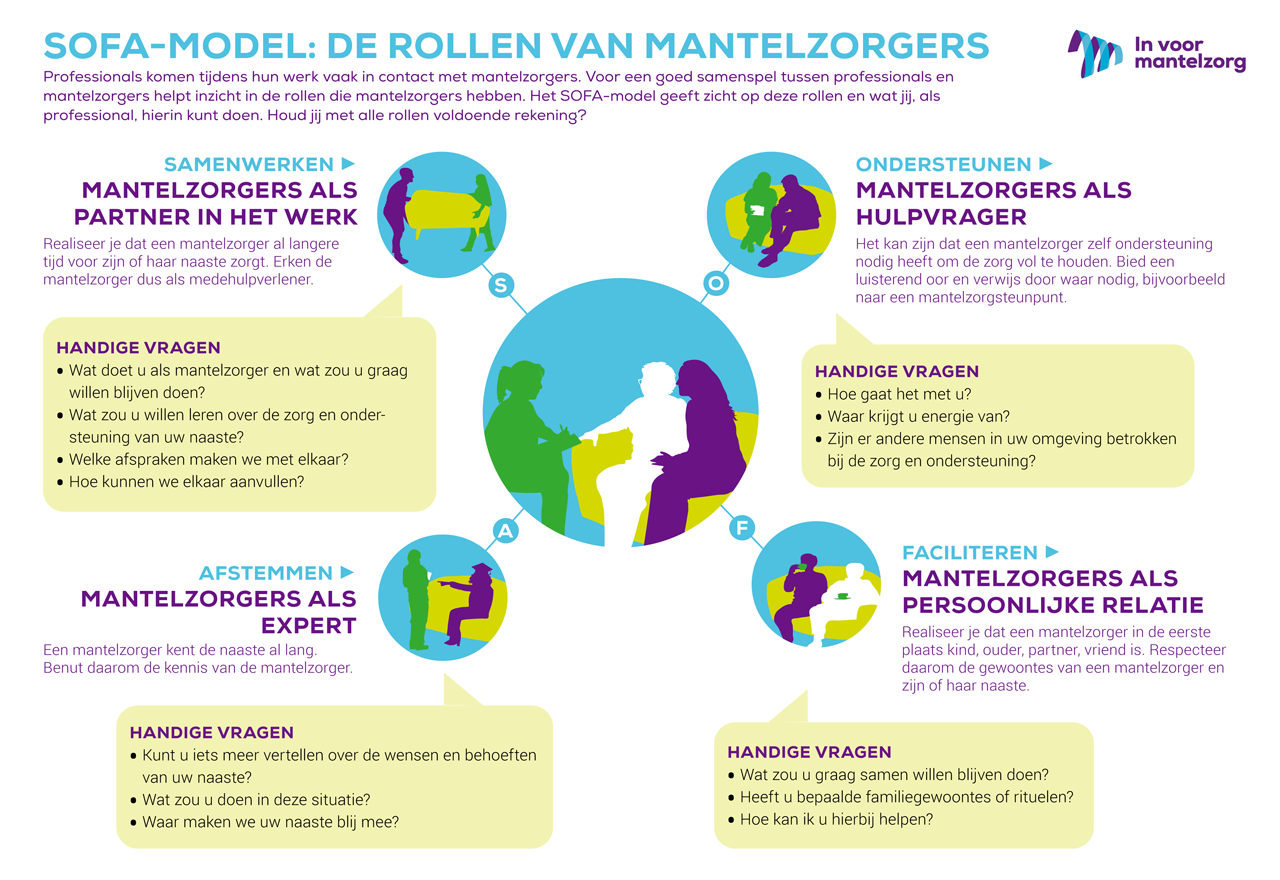 SOFA-MODEL: DE ROLLEN VAN MANTELZORGERS
Professionals komen tijdens hun werk vaak in contact met mantelzorgers. Voor een goed samenspel tussen professionals en
mantelzorgers helpt inzicht in de rollen die mantelzorgers hebben. Het SOFA-model geeft zicht op deze rollen en wat jij, als
professional, hierin kunt doen. Houd jij met alle rollen voldoende rekening?
In voor
mantelzorg
SAMENWERKEN ►
MANTELZORGERS ALS
PARTNER IN HET WERK
Realiseer je dat een mantelzorger al langere
tijd voor zijn of haar naaste zorgt. Erken de
mantelzorger dus als medehulpverlener.
S
HANDIGE VRAGEN
• Wat doet u als mantelzorger en wat zou u graag
willen blijven doen?
• Wat zou u willen leren over de zorg en onder-
steuning van uw naaste?
• Welke afspraken maken we met elkaar?
• Hoe kunnen we elkaar aanvullen?
ONDERSTEUNEN ►
MANTELZORGERS ALS
HULPVRAGER
Het kan zijn dat een mantelzorger zelf ondersteuning
nodig heeft om de zorg vol te houden. Bied een
luisterend oor en verwijs door waar nodig, bijvoorbeeld
naar een mantelzorgsteunpunt.
O
HANDIGE VRAGEN
• Hoe gaat het met u?
• Waar krijgt u energie van?
• Zijn er andere mensen in uw omgeving betrokken
bij de zorg en ondersteuning?
A
AFSTEMMEN ►
MANTELZORGERS ALS
EXPERT
Een mantelzorger kent de naaste al lang.
Benut daarom de kennis van de mantelzorger.
HANDIGE VRAGEN
• Kunt u iets meer vertellen over de wensen en behoeften
van uw naaste?
• Wat zou u doen in deze situatie?
• Waar maken we uw naaste blij mee?
F
FACILITEREN ►
MANTELZORGERS ALS
PERSOONLIJKE RELATIE
Realiseer je dat een mantelzorger in de eerste
plaats kind, ouder, partner, vriend is. Respecteer
daarom de gewoontes van een mantelzorger en
zijn of haar naaste.
HANDIGE VRAGEN
• Wat zou u graag samen willen blijven doen?
• Heeft u bepaalde familiegewoontes of rituelen?
• Hoe kan ik u hierbij helpen?